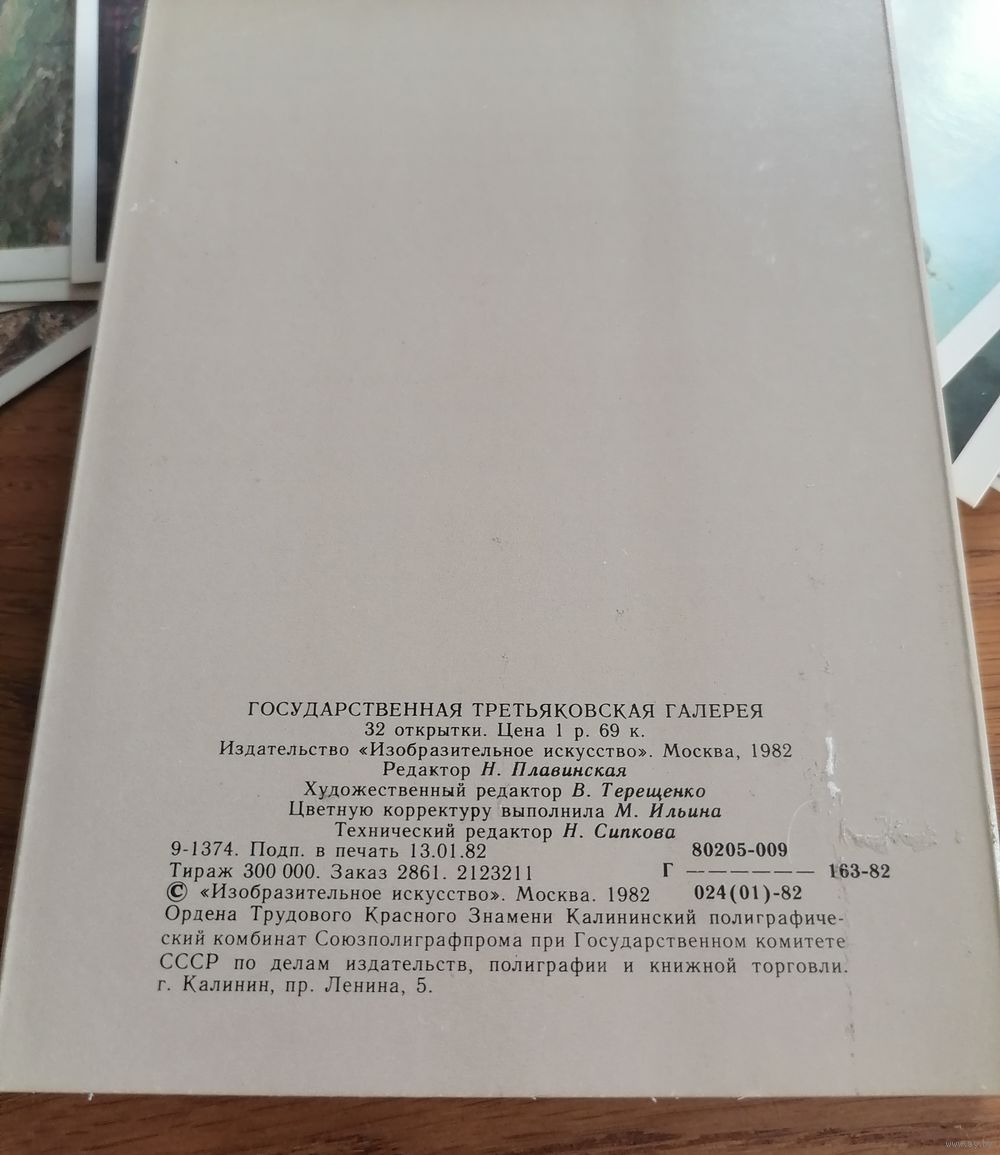 ГОСУДАРСТВЕННАЯ ТРЕТЬЯКОВСКАЯ ГАЛЕРЕЯ
32 открытки. Цена 1 р. 69 к.
Издательство «Изобразительное искусство». Москва, 1982
Редактор Н. Плавинская
Художественный редактор В. Терещенко
Цветную корректуру выполнила М. Ильина
Технический редактор Н. Сипкова
9-1374. Подп. в печать 13.01.82 80205-009
Тираж 300 000. Заказ 2861. 2123211 Г —————— 163-82
© «Изобразительное искусство». Москва. 1982 024(01)-82
Ордена Трудового Красного Знамени Калининский полиграфиче-
ский комбинат Союзполиграфпрома при Государственном комитете
СССР по делам издательств, полиграфии и книжной торговли.
г. Калинин, пр. Ленина, 5.
www.ay.by